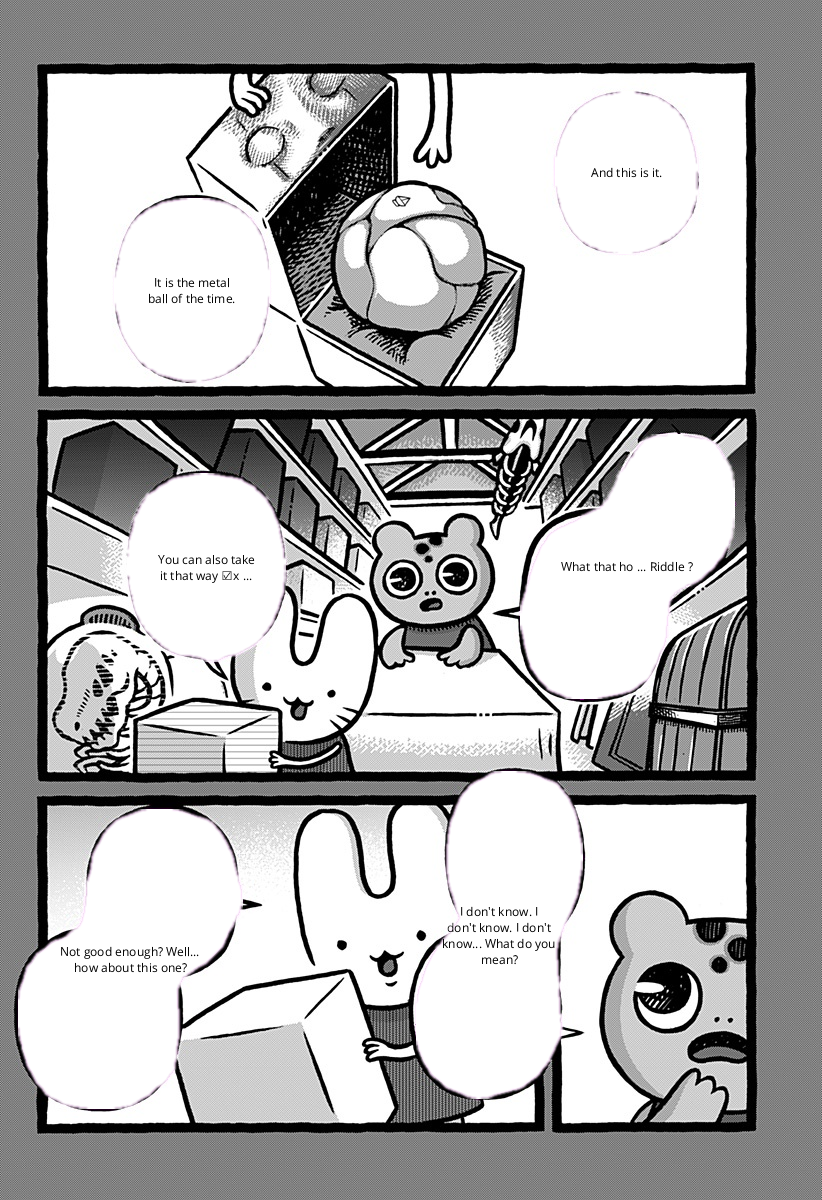 And this is it.
It is the metal
ball of the time.
What that ho ... Riddle ?
You can also take
it that way ☑x ...
I don't know. I
don't know. I don't
know... What do you
mean?
Not good enough? Well...
how about this one?